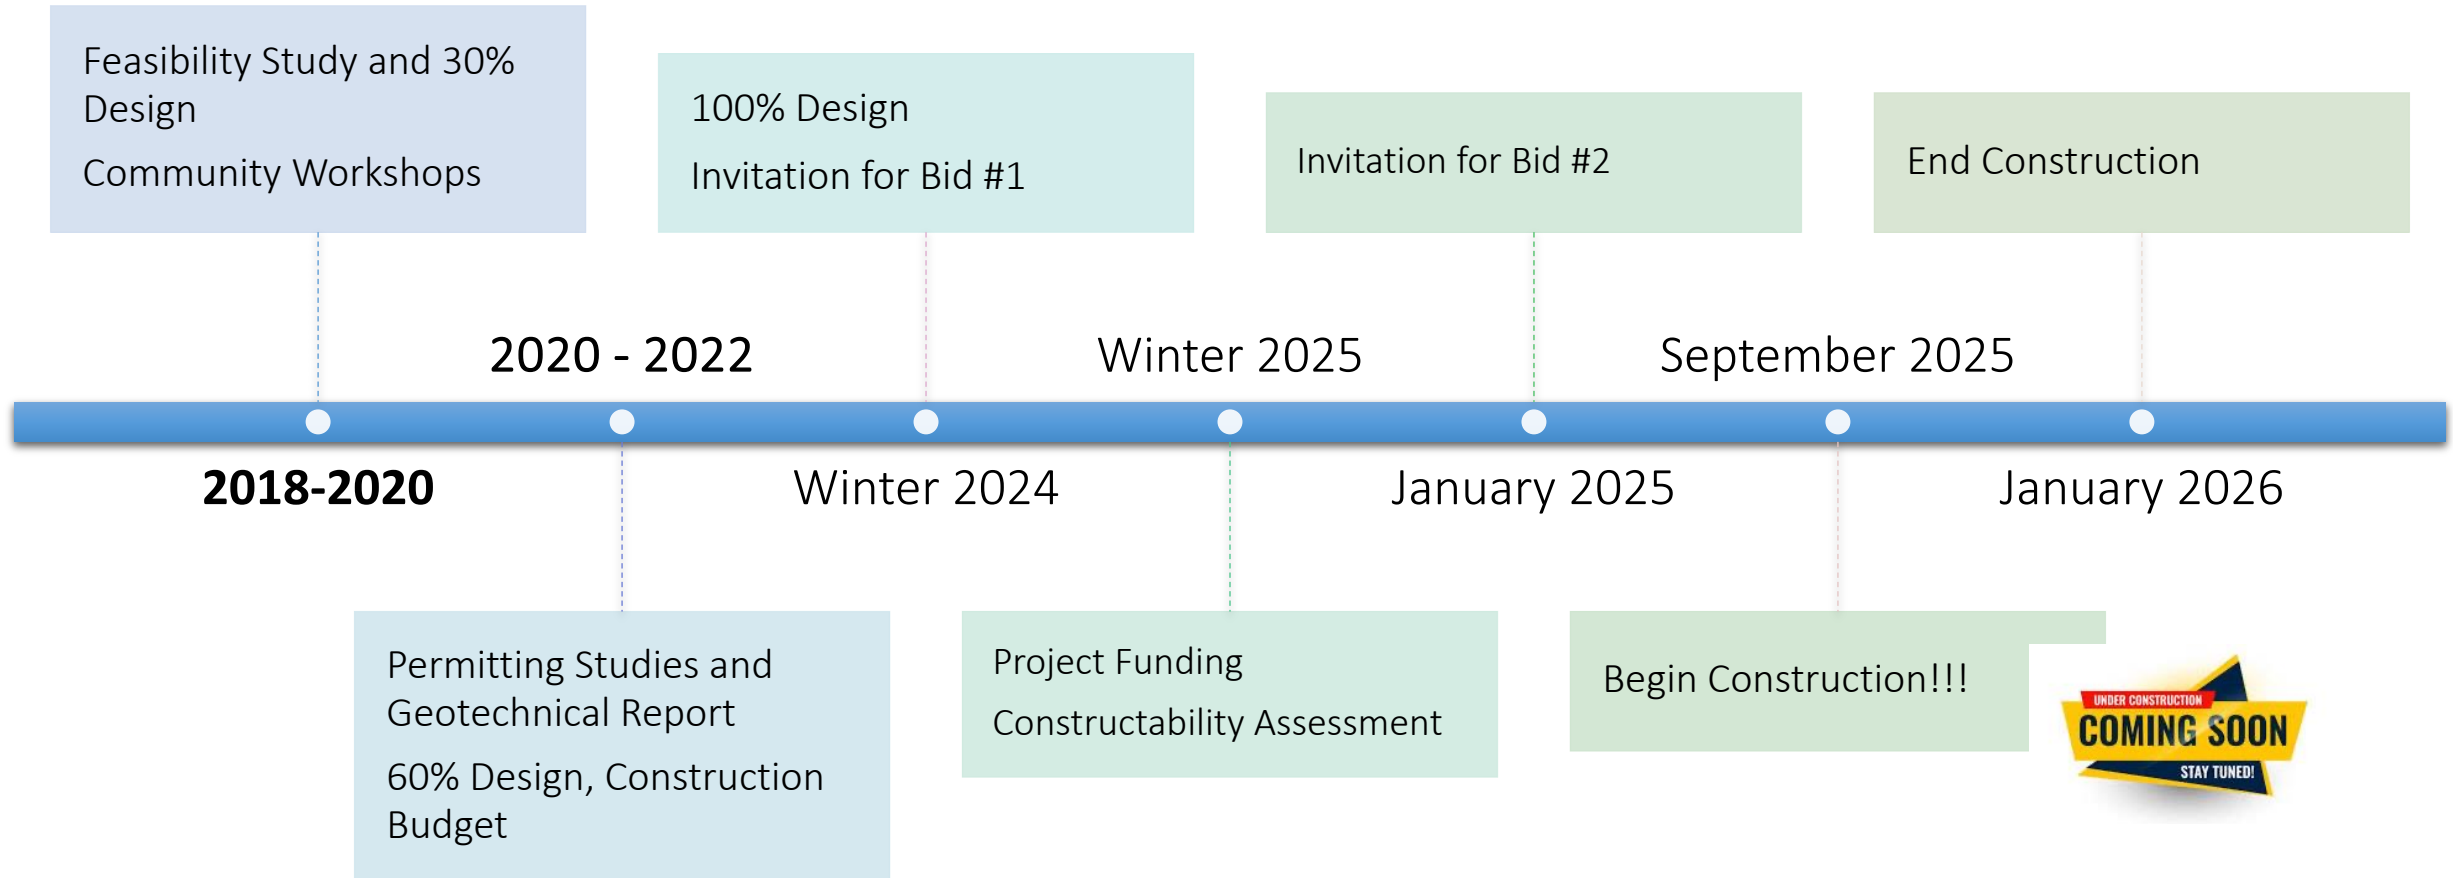 Feasibility Study and 30%
Design
Community Workshops
100% Design
Invitation for Bid #1
Invitation for Bid #2
End Construction
2020 - 2022
Winter 2025
September 2025
2018-2020
Winter 2024
January 2025
January 2026
Permitting Studies and
Geotechnical Report
60% Design, Construction
Budget
Project Funding
Constructability Assessment
Begin Construction!!!
UNDER CONSTRUCTION
COMING SOON
STAY TUNED!